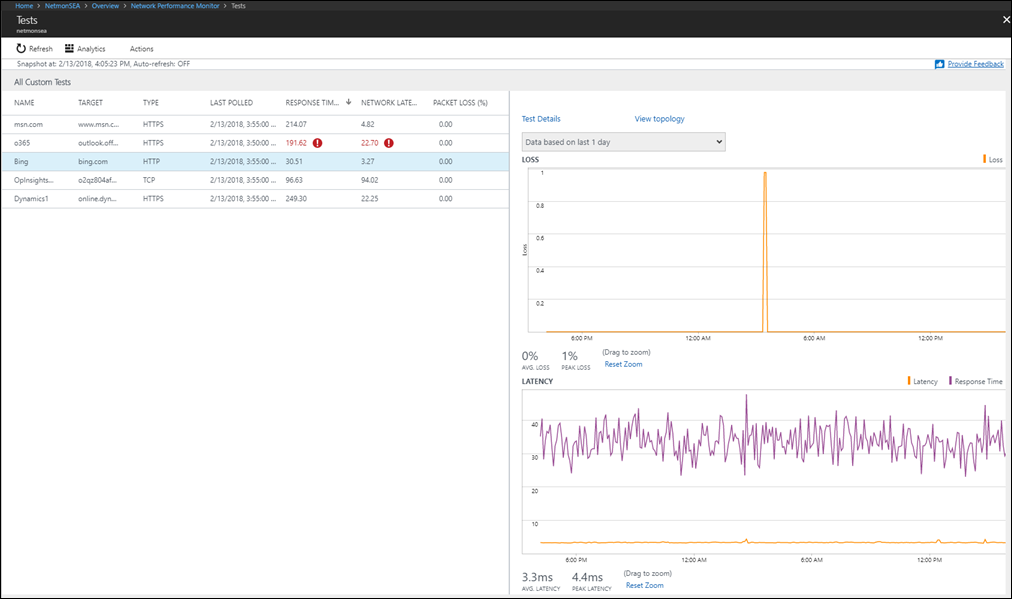 Home > NetmonSEA > Overview > Network Performance Monitor > Tests
Tests
netmonsea
Refresh Analytics Actions
Snapshot at: 2/13/2018, 4:05:23 PM, Auto-refresh: OFF
Provide Feedback
All Custom Tests
NAME TARGET TYPE LAST POLLED RESPONSE TIM... NETWORK LATE... PACKET LOSS (%)
msn.com www.msn.c... HTTPS 2/13/2018, 3:55:00 ... 214.07 4.82 0.00
o365 outlook.off... HTTPS 2/13/2018, 3:50:00 ... 191.62 ! 22.70 ! 0.00
Bing bing.com HTTP 2/13/2018, 3:55:00 ... 30.51 3.27 0.00
OpInsights... o2qz804af... TCP 2/13/2018, 3:55:00 ... 96.63 94.02 0.00
Dynamics1 online.dyn... HTTPS 2/13/2018, 3:55:00 ... 249.30 22.25 0.00
Test Details View topology
Data based on last 1 day
LOSS
Loss
1
0.8
0.6
0.4
0.2
Loss
6:00 PM 12:00 AM 6:00 AM 12:00 PM
0% 1% (Drag to zoom)
AVG. LOSS PEAK LOSS Reset Zoom
LATENCY
Latency Response Time
40
30
20
10
6:00 PM 12:00 AM 6:00 AM 12:00 PM
3.3ms 4.4ms (Drag to zoom)
AVG. LATENCY PEAK LATENCY Reset Zoom